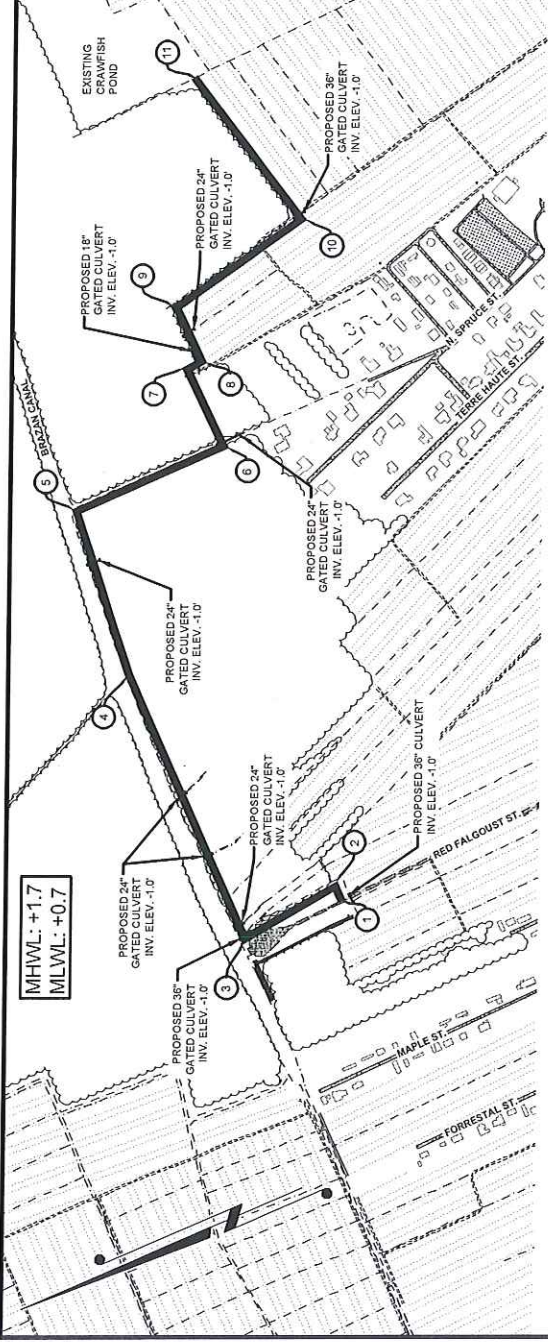 MHWL: +1.7
MLWL: +0.7
BRAZAN CANAL
EXISTING
CRAWFISH
POND
11
PROPOSED 18"
GATED CULVERT
INV. ELEV. -1.0'
9
PROPOSED 24"
GATED CULVERT
INV. ELEV. -1.0'
PROPOSED 36"
GATED CULVERT
INV. ELEV. -1.0'
10
7
8
5
6
PROPOSED 24"
GATED CULVERT
INV. ELEV. -1.0'
N. SPRUCE ST.
TERRE HAUTE ST.
4
PROPOSED 24"
GATED CULVERT
INV. ELEV. -1.0'
PROPOSED 24"
GATED CULVERT
INV. ELEV. -1.0'
PROPOSED 24"
GATED CULVERT
INV. ELEV. -1.0'
PROPOSED 36"
GATED CULVERT
INV. ELEV. -1.0'
3
2
1
PROPOSED 36" CULVERT
INV. ELEV. -1.0'
RED FALGOUST ST.
MAPLE ST.
FORRESTAL ST.